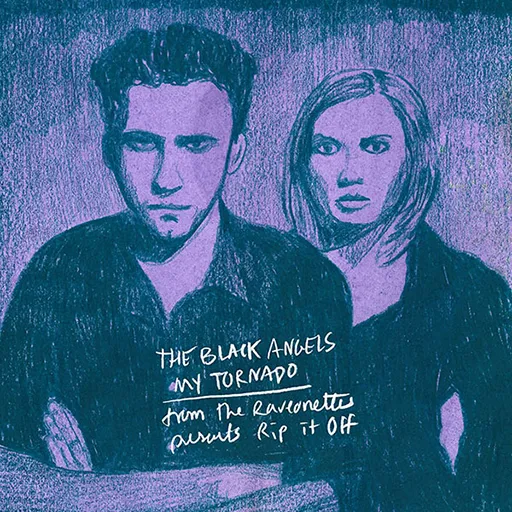 THE BLACK ANGELS
MY TORNADO
from The Raveonettes
presents Rip it Off